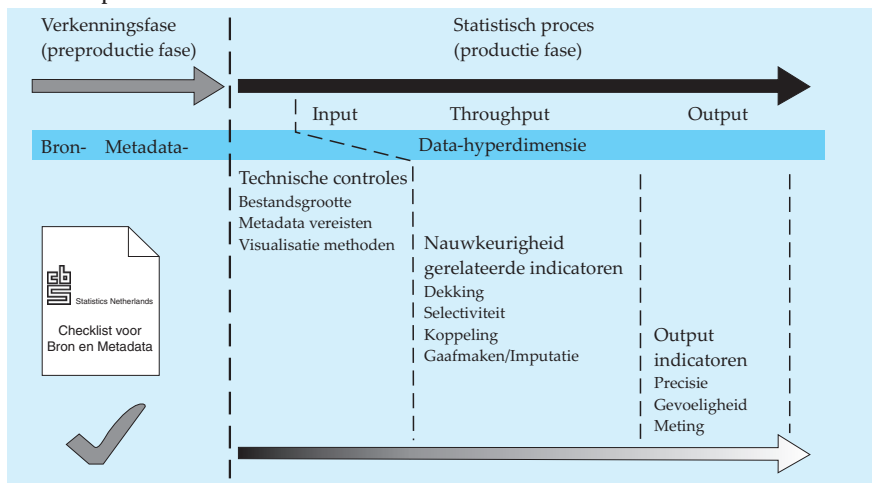 Verkenningsfase
(preproductie fase)
Statistisch proces
(productie fase)
Input
Throughput
Output
Bron-
Metadata-
Data-hyperdimensie
Technische controles
Bestandsgrootte
Metadata vereisten
Visualisatie methoden
Nauwkeurigheid
gerelateerde indicatoren
Dekking
Selectiviteit
Koppeling
Gaafmaken/Imputatie
Output
indicatoren
Precisie
Gevoeligheid
Meting
cbs
Statistics Netherlands
Checklist voor
Bron en Metadata